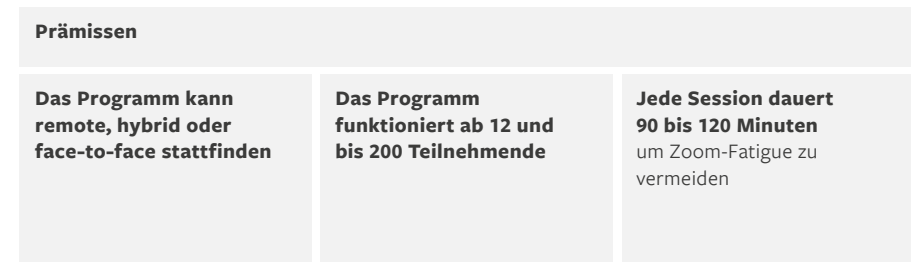 Prämissen
Das Programm kann
remote, hybrid oder
face-to-face stattfinden
Das Programm
funktioniert ab 12 und
bis 200 Teilnehmende
Jede Session dauert
90 bis 120 Minuten
um Zoom-Fatigue zu
vermeiden